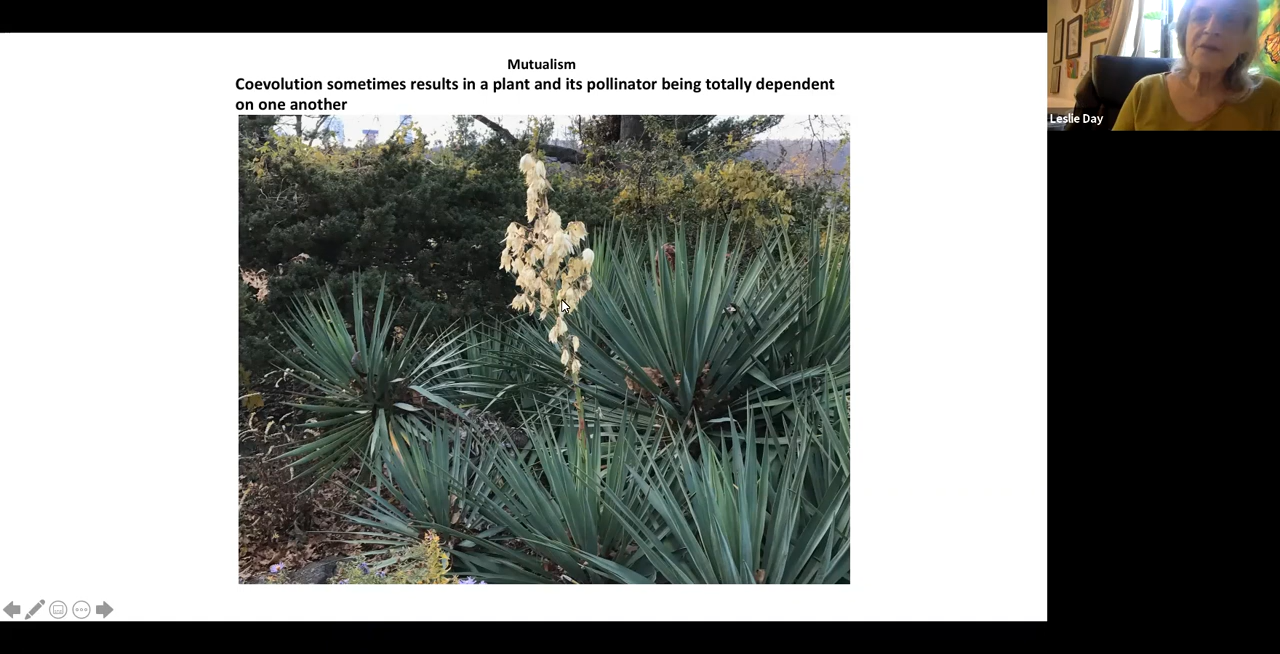 Mutualism
Coevolution sometimes results in a plant and its pollinator being totally dependent
on one another
Leslie Day